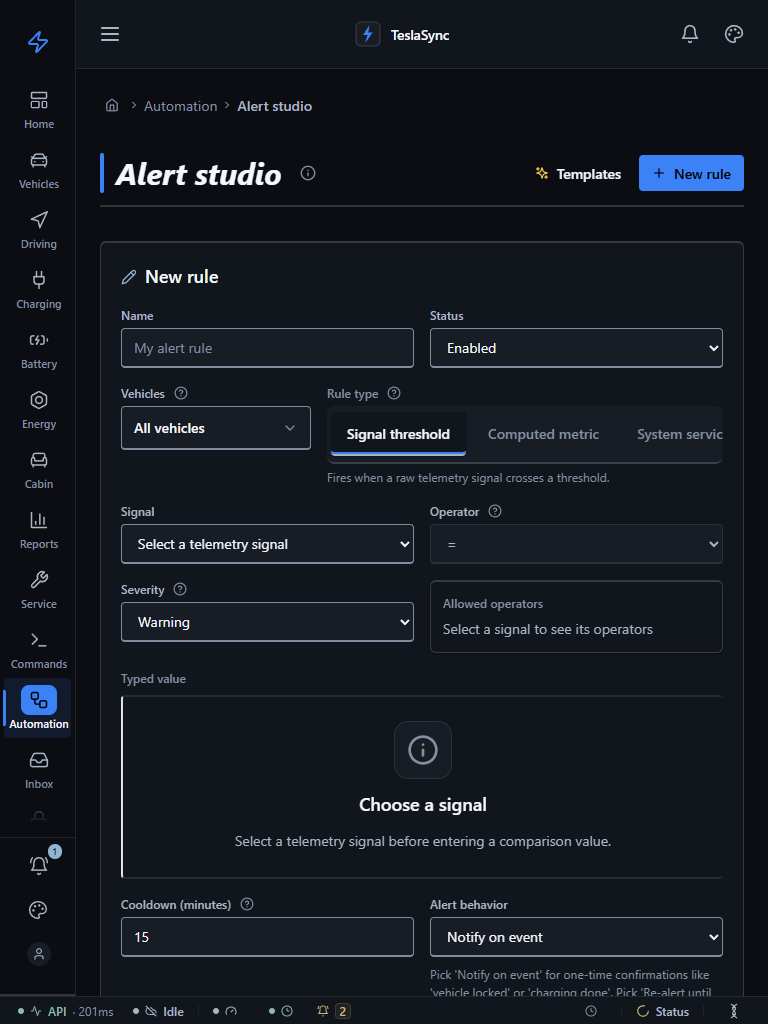 TeslaSync
Home
Vehicles
Driving
Charging
Battery
Energy
Cabin
Reports
Service
Commands
Automation
Inbox
1
Automation > Alert studio
Alert studio
Templates
+ New rule
New rule
Name
Status
My alert rule
Enabled
Vehicles
Rule type
All vehicles
Signal threshold
Computed metric
System servic
Fires when a raw telemetry signal crosses a threshold.
Signal
Operator
Select a telemetry signal
=
Severity
Warning
Allowed operators
Select a signal to see its operators
Typed value
Choose a signal
Select a telemetry signal before entering a comparison value.
Cooldown (minutes)
Alert behavior
15
Notify on event
Pick 'Notify on event' for one-time confirmations like
'vehicle locked' or 'charging done'. Pick 'Re-alert until
API · 201ms
Idle
2
Status